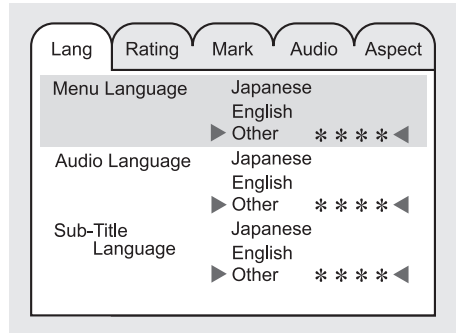 Lang Rating Mark Audio Aspect
Menu Language Japanese
English
▶ Other ＊＊＊＊◀
Audio Language Japanese
English
▶ Other ＊＊＊＊◀
Sub-Title Japanese
Language English
▶ Other ＊＊＊＊◀